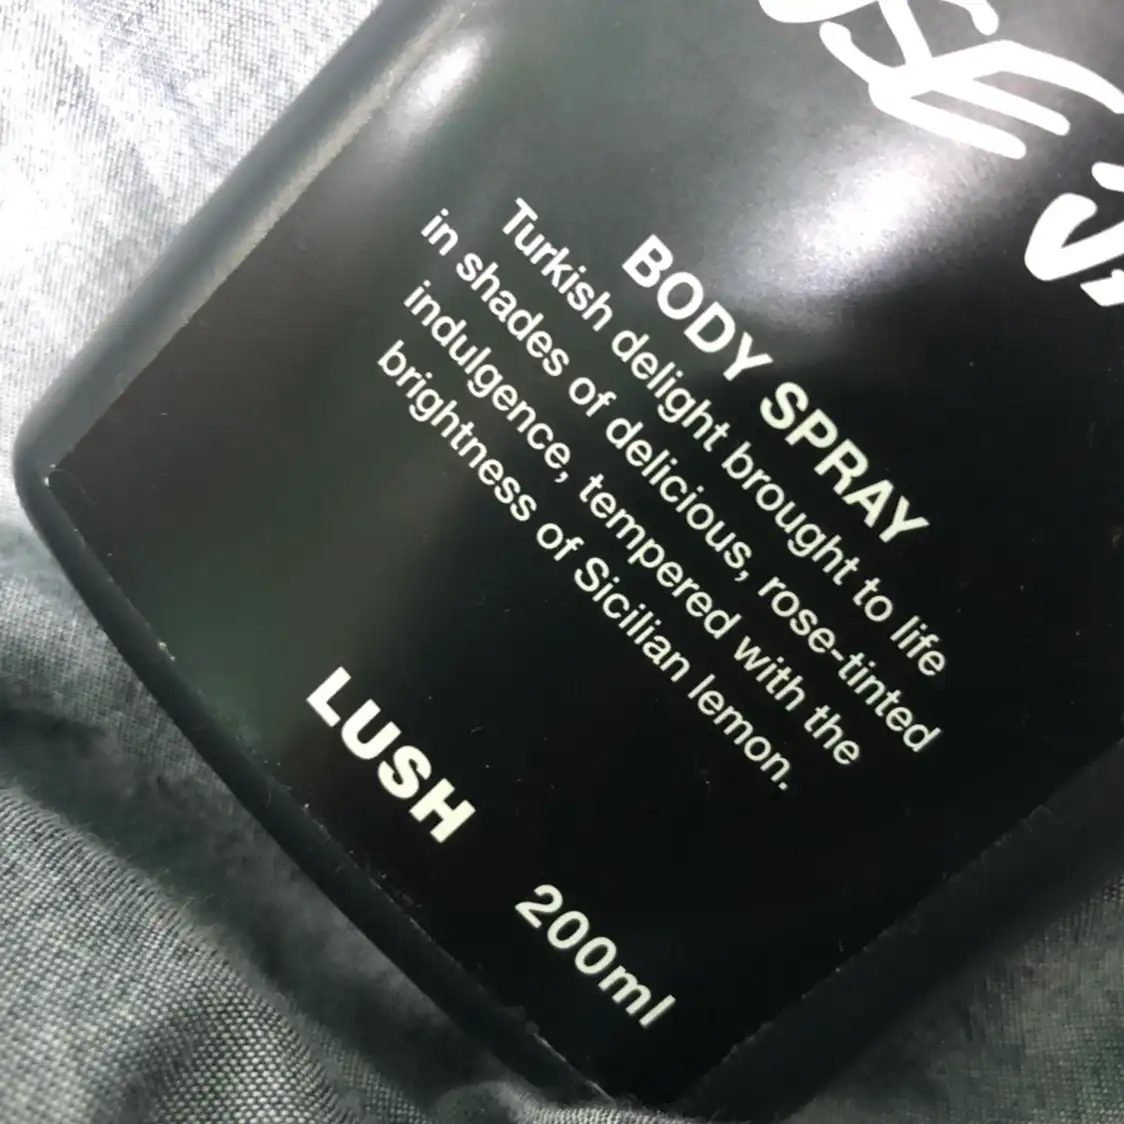 BODY SPRAY
Turkish delight brought to life
in shades of delicious, rose-tinted
indulgence, tempered with the
brightness of Sicilian lemon.
LUSH
200ml